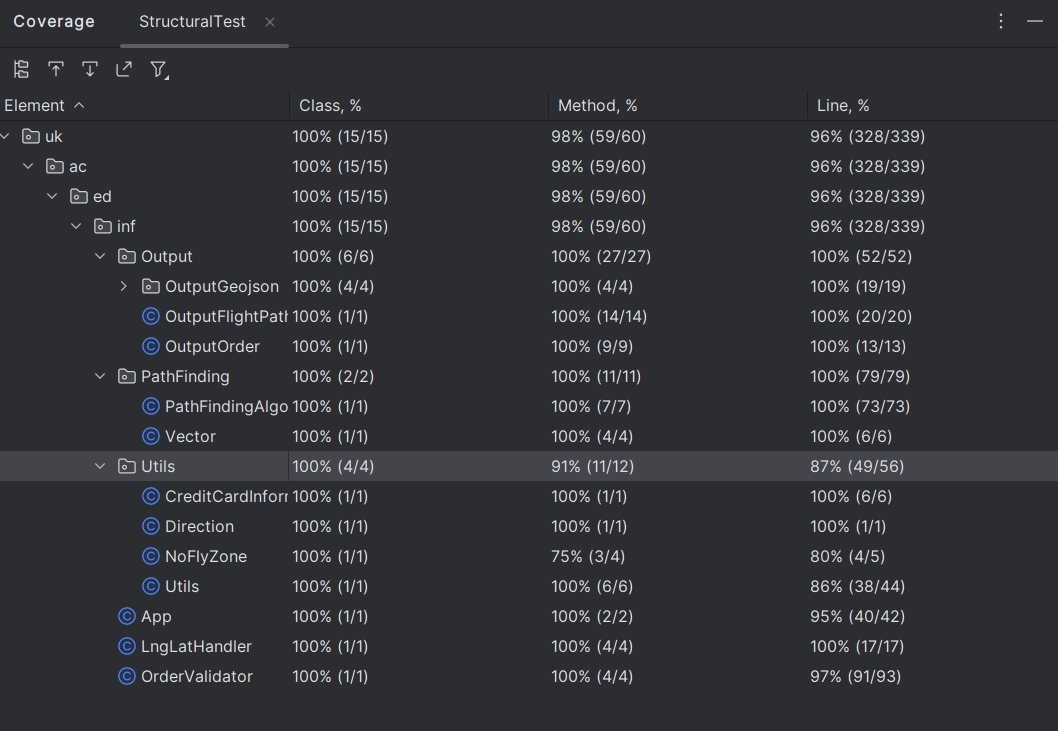 Coverage StructuralTest
Element Class, % Method, % Line, %
uk 100% (15/15) 98% (59/60) 96% (328/339)
ac 100% (15/15) 98% (59/60) 96% (328/339)
ed 100% (15/15) 98% (59/60) 96% (328/339)
inf 100% (15/15) 98% (59/60) 96% (328/339)
Output 100% (6/6) 100% (27/27) 100% (52/52)
OutputGeojson 100% (4/4) 100% (4/4) 100% (19/19)
OutputFlightPath 100% (1/1) 100% (14/14) 100% (20/20)
OutputOrder 100% (1/1) 100% (9/9) 100% (13/13)
PathFinding 100% (2/2) 100% (11/11) 100% (79/79)
PathFindingAlgo 100% (1/1) 100% (7/7) 100% (73/73)
Vector 100% (1/1) 100% (4/4) 100% (6/6)
Utils 100% (4/4) 91% (11/12) 87% (49/56)
CreditCardInforr 100% (1/1) 100% (1/1) 100% (6/6)
Direction 100% (1/1) 100% (1/1) 100% (1/1)
NoFlyZone 100% (1/1) 75% (3/4) 80% (4/5)
Utils 100% (1/1) 100% (6/6) 86% (38/44)
App 100% (1/1) 100% (2/2) 95% (40/42)
LngLatHandler 100% (1/1) 100% (4/4) 100% (17/17)
OrderValidator 100% (1/1) 100% (4/4) 97% (91/93)